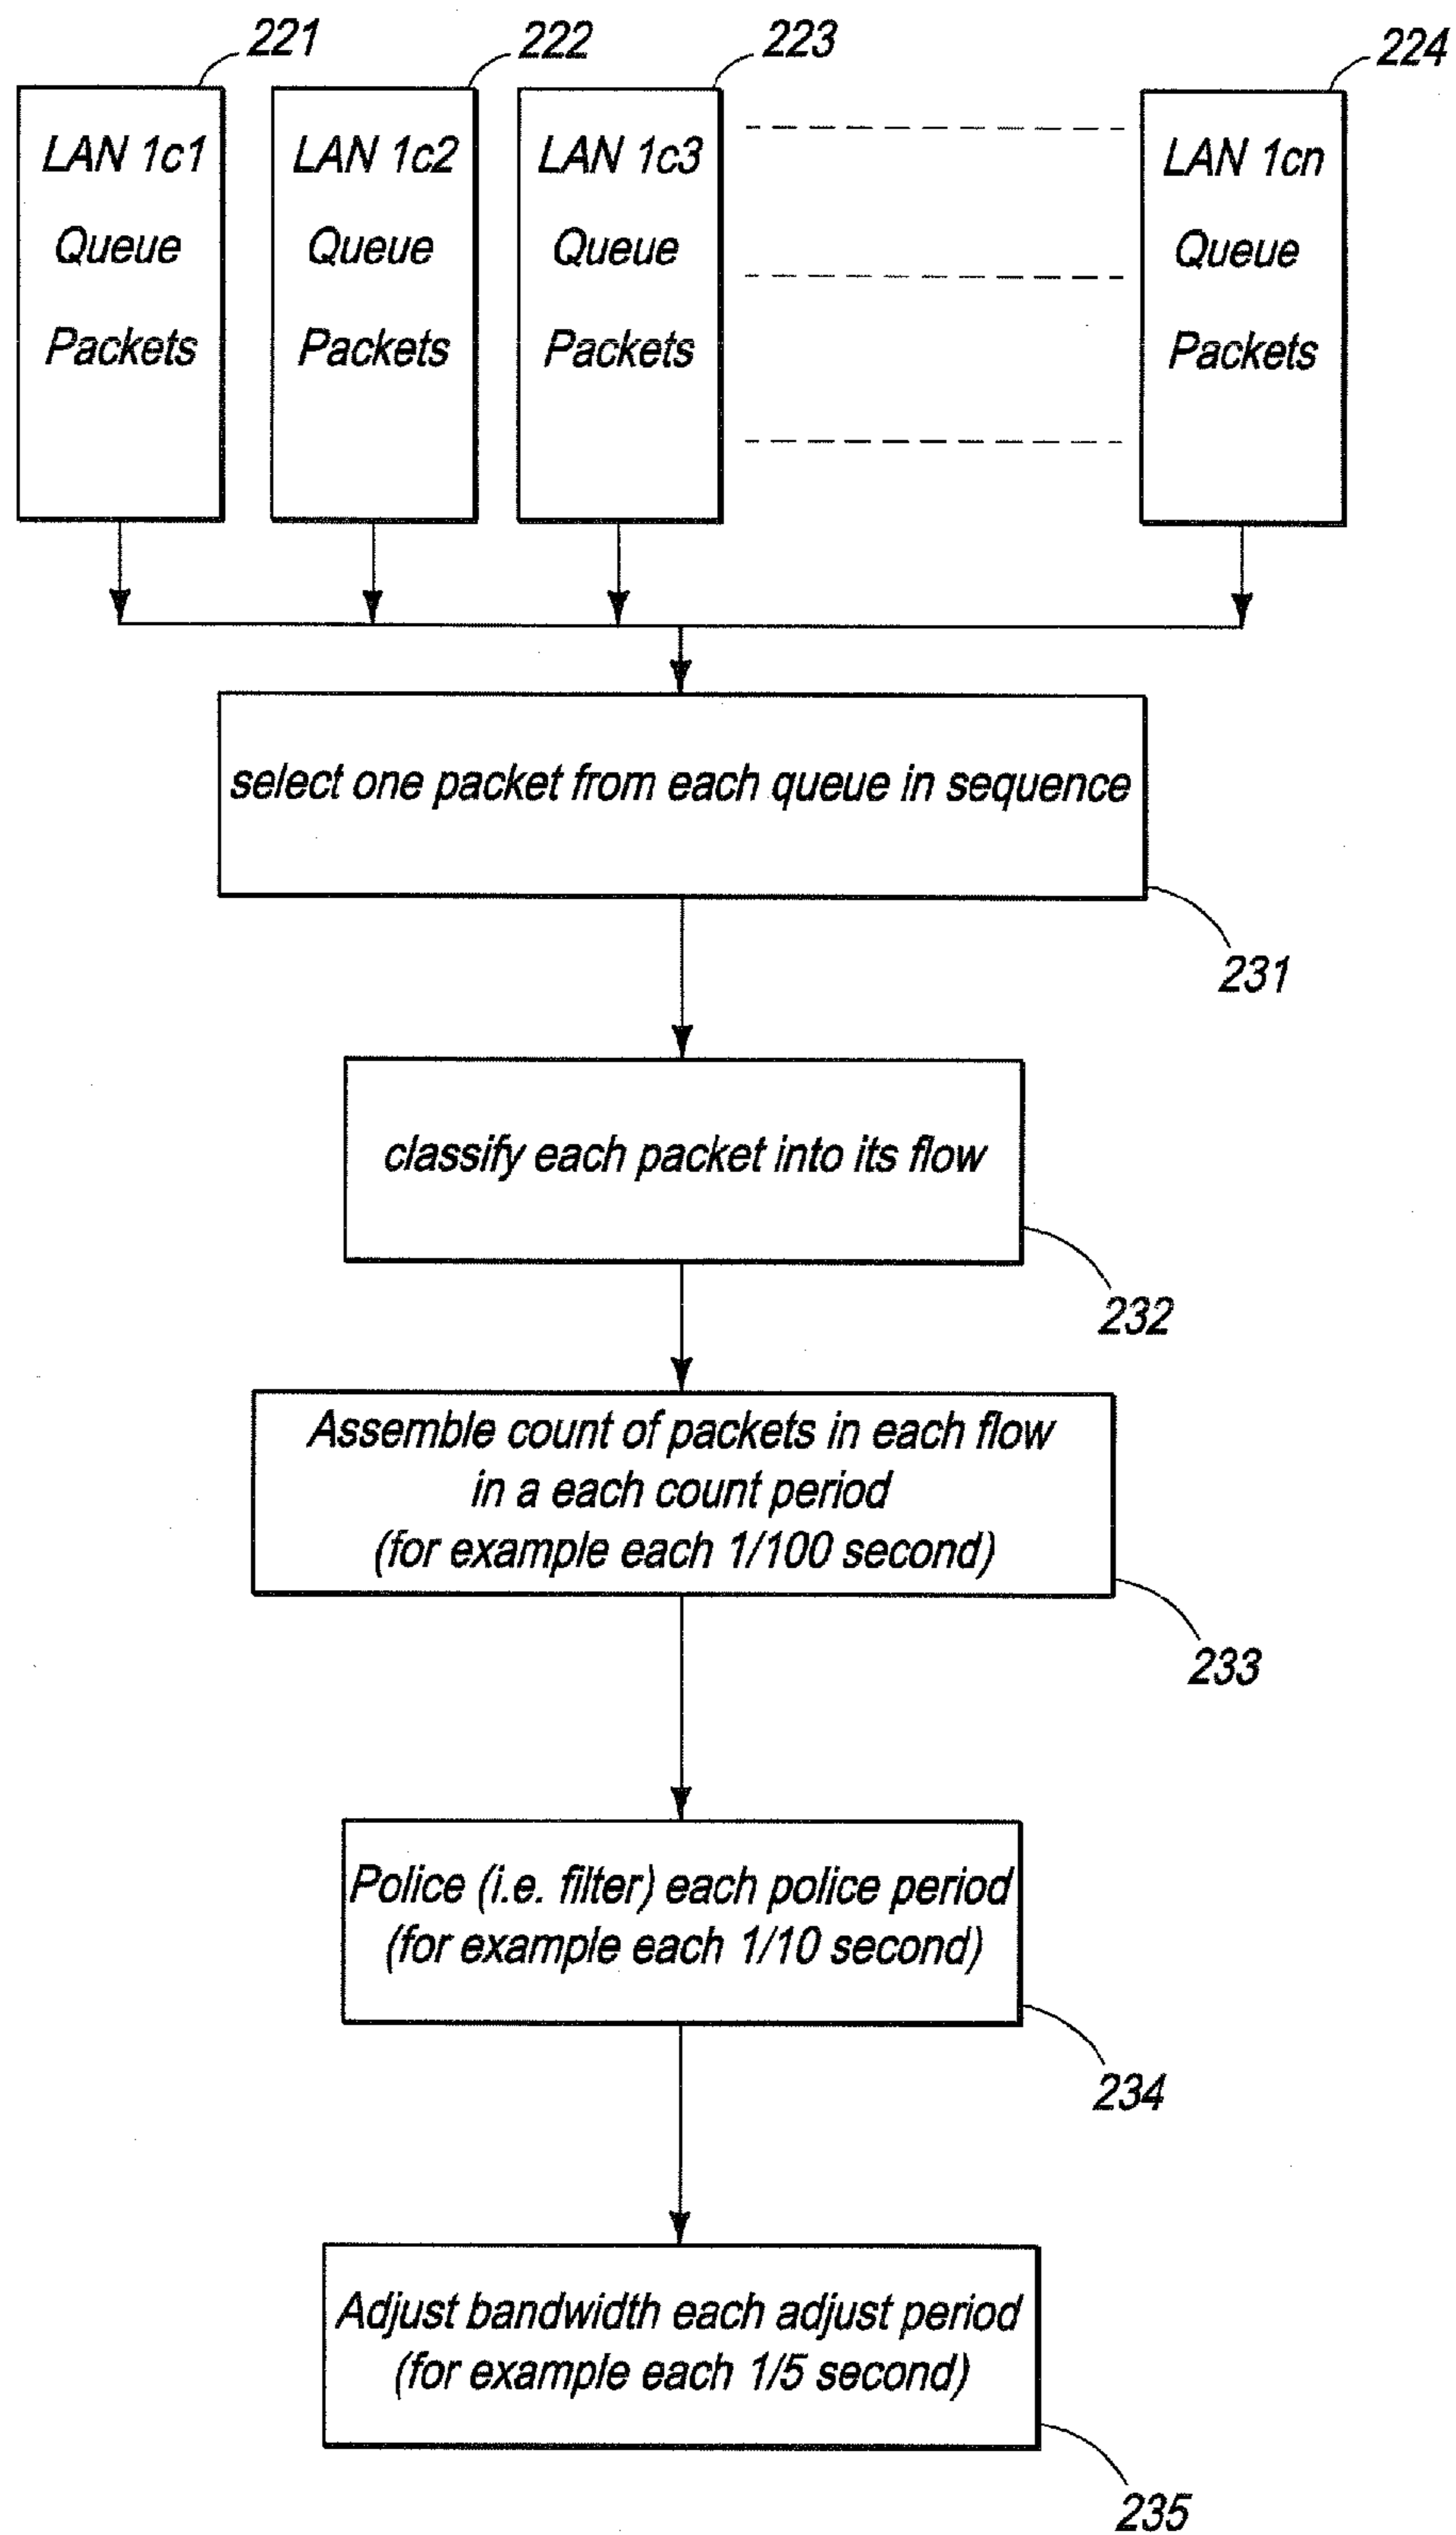 221
222
223
224
LAN 1c1
Queue
Packets
LAN 1c2
Queue
Packets
LAN 1c3
Queue
Packets
LAN 1cn
Queue
Packets
select one packet from each queue in sequence
231
classify each packet into its flow
232
Assemble count of packets in each flow
in a each count period
(for example each 1/100 second)
233
Police (i.e. filter) each police period
(for example each 1/10 second)
234
Adjust bandwidth each adjust period
(for example each 1/5 second)
235